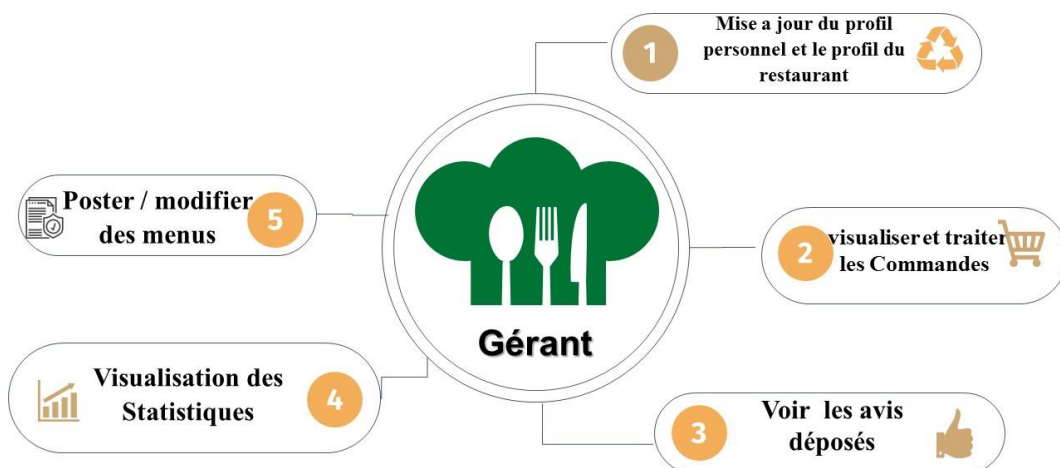 1
Mise a jour du profil
personnel et le profil du
restaurant
2
visualiser et traiter
les Commandes
3
Voir les avis
déposés
4
Visualisation des
Statistiques
5
Poster / modifier
des menus
Gérant